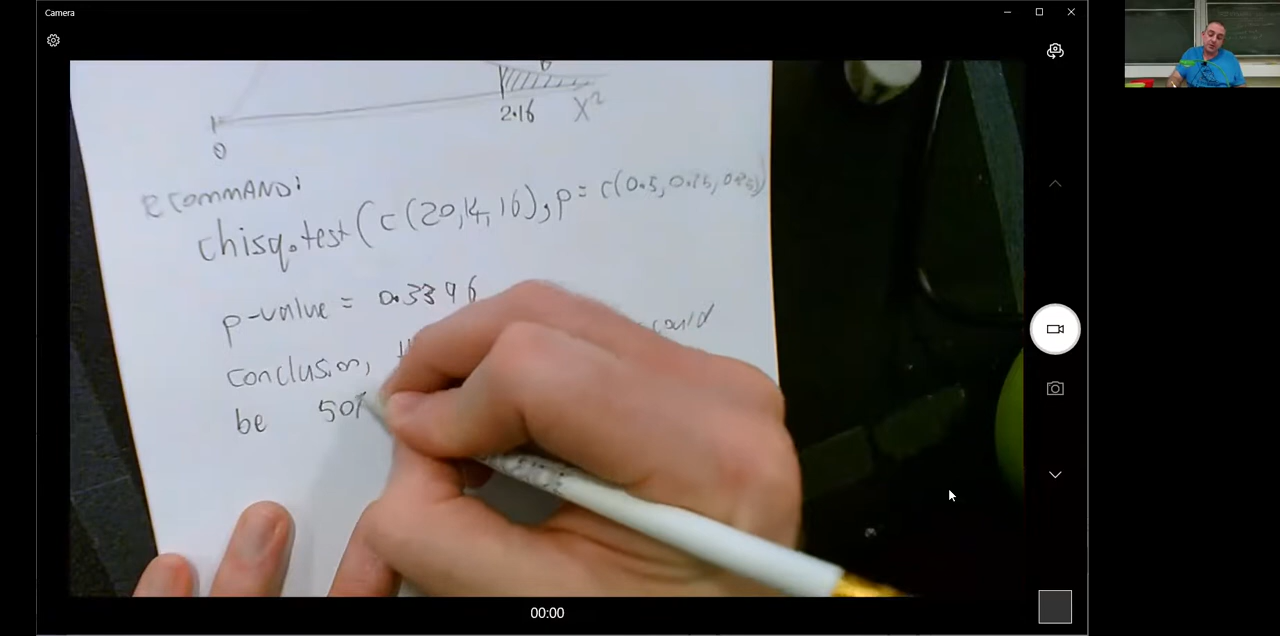 Camera
0
2.16
X²
R COMMAND:
chisq.test(c(20,14,16), p = c(0.5, 0.25, 0.25))
p-value = 0.3396
conclusion, could
be 50%
00:00